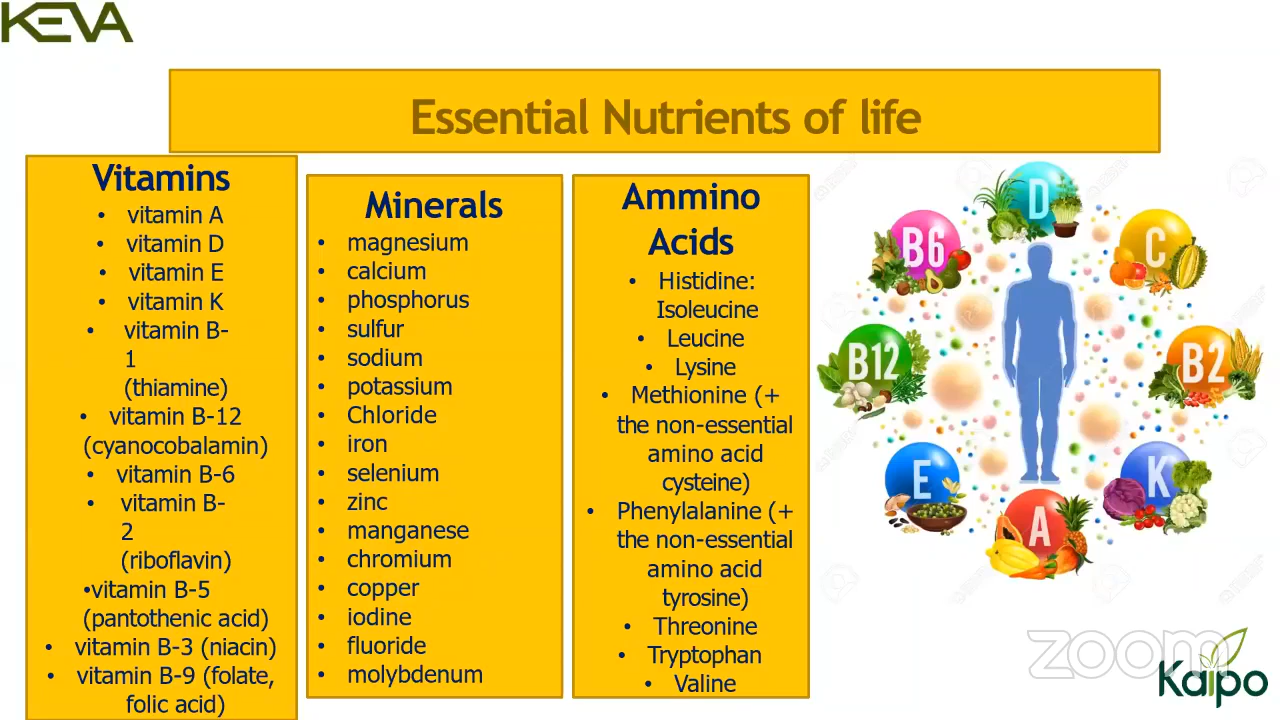 KEVA
Essential Nutrients of life
Vitamins
• vitamin A
• vitamin D
• vitamin E
• vitamin K
• vitamin B-
1
(thiamine)
• vitamin B-12
(cyanocobalamin)
• vitamin B-6
• vitamin B-
2
(riboflavin)
•vitamin B-5
(pantothenic acid)
• vitamin B-3 (niacin)
• vitamin B-9 (folate,
folic acid)
Minerals
• magnesium
• calcium
• phosphorus
• sulfur
• sodium
• potassium
• Chloride
• iron
• selenium
• zinc
• manganese
• chromium
• copper
• iodine
• fluoride
• molybdenum
Ammino
Acids
• Histidine:
Isoleucine
• Leucine
• Lysine
• Methionine (+
the non-essential
amino acid
cysteine)
• Phenylalanine (+
the non-essential
amino acid
tyrosine)
• Threonine
• Tryptophan
• Valine
D
B6
C
B12
B2
E
K
A
zoom
Kaipo